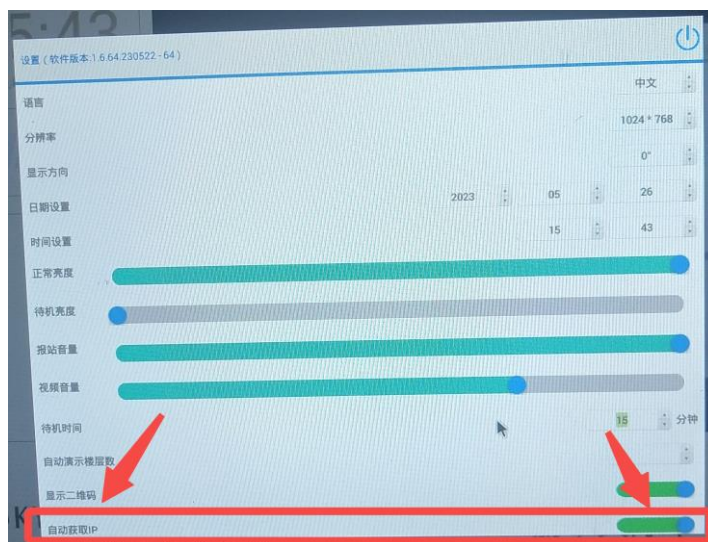 5:43
设置(软件版本:1.6.64.230522-64)
语言 中文
分辨率 1024 * 768
显示方向 0°
日期设置 2023 05 26
时间设置 15 43
正常亮度
待机亮度
报站音量
视频音量
待机时间 15 分钟
自动演示楼层数
显示二维码
自动获取IP